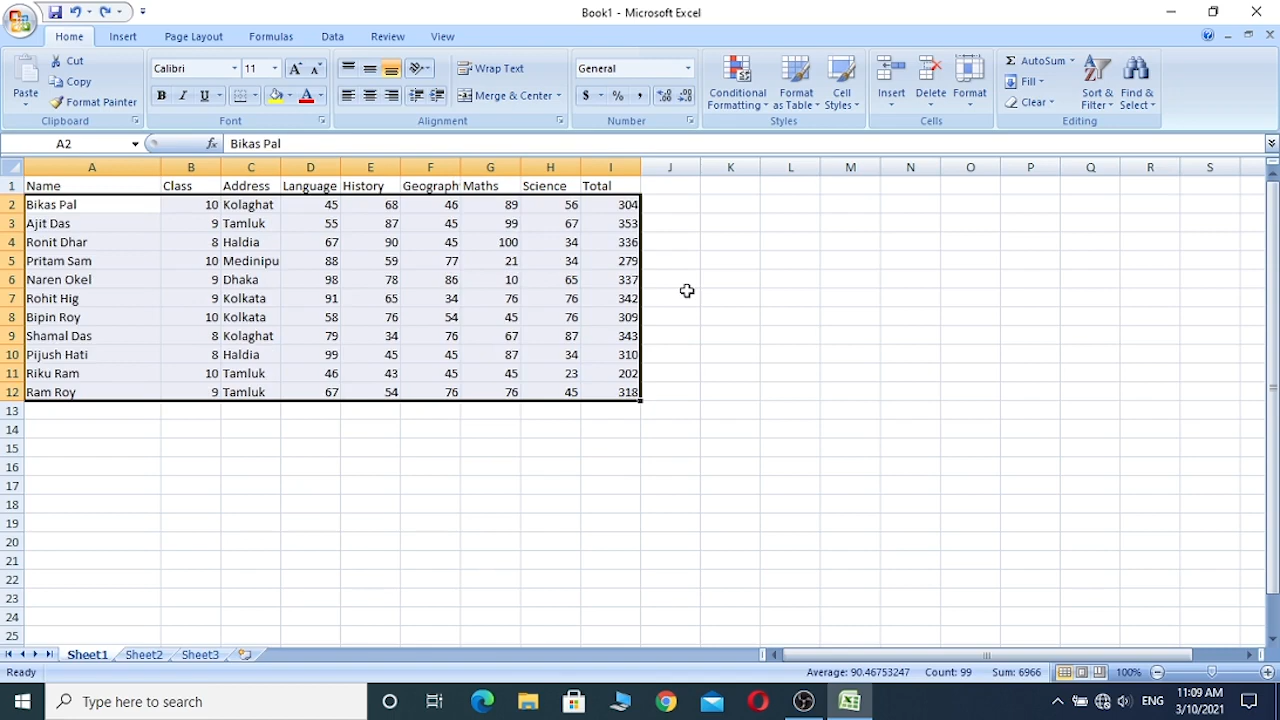 Book1 - Microsoft Excel
Home Insert Page Layout Formulas Data Review View
Paste Cut Copy Format Painter Clipboard
Calibri 11 A A B I U A Font
Wrap Text Merge & Center Alignment
General $ % , Number
Conditional Formatting Format as Table Cell Styles Styles
Insert Delete Format Cells
Σ AutoSum Fill Clear Sort & Filter Find & Select Editing
A2 fx Bikas Pal
A B C D E F G H I J K L M N O P Q R S
1 Name Class Address Language History Geograph Maths Science Total
2 Bikas Pal 10 Kolaghat 45 68 46 89 56 304
3 Ajit Das 9 Tamluk 55 87 45 99 67 353
4 Ronit Dhar 8 Haldia 67 90 45 100 34 336
5 Pritam Sam 10 Medinipu 88 59 77 21 34 279
6 Naren Okel 9 Dhaka 98 78 86 10 65 337
7 Rohit Hig 9 Kolkata 91 65 34 76 76 342
8 Bipin Roy 10 Kolkata 58 76 54 45 76 309
9 Shamal Das 8 Kolaghat 79 34 76 67 87 343
10 Pijush Hati 8 Haldia 99 45 45 87 34 310
11 Riku Ram 10 Tamluk 46 43 45 45 23 202
12 Ram Roy 9 Tamluk 67 54 76 76 45 318
13
14
15
16
17
18
19
20
21
22
23
24
25
Sheet1 Sheet2 Sheet3
Ready Average: 90.46753247 Count: 99 Sum: 6966 100%
Type here to search ENG 11:09 AM
3/10/2021